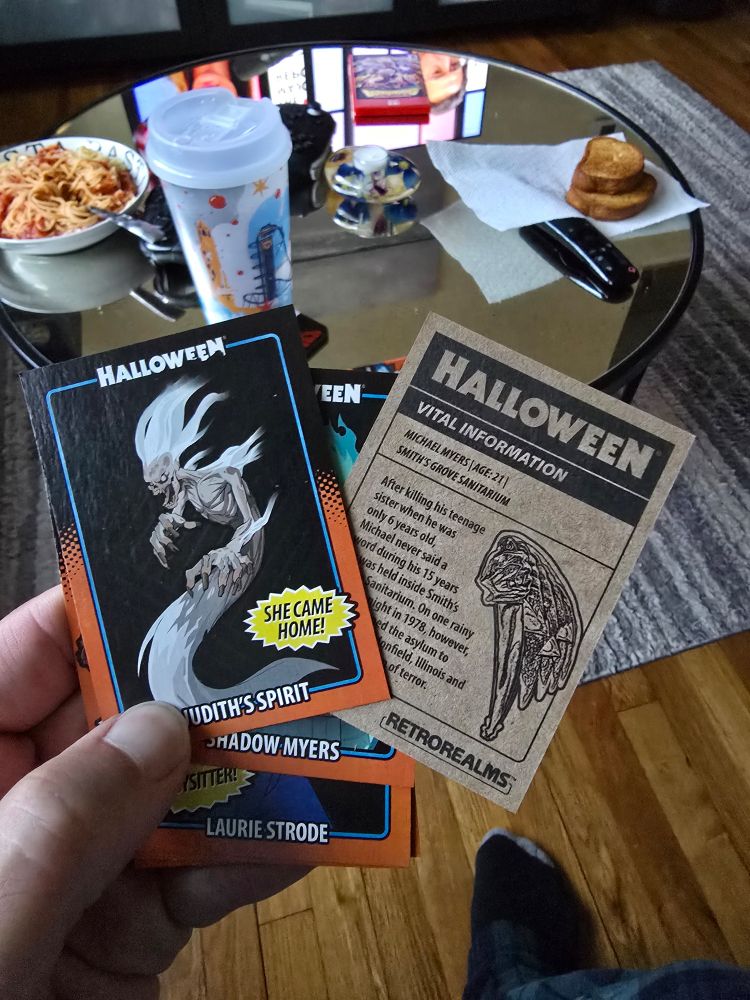 HALLOWEEN
SHE CAME
HOME!
JUDITH'S SPIRIT
SHADOW MYERS
LAURIE STRODE
HALLOWEEN
VITAL INFORMATION
MICHAEL MYERS | AGE: 21 |
SMITH'S GROVE SANITARIUM
After killing his teenage
sister when he was
only 6 years old,
Michael never said a
word during his 15 years
was held inside Smith's
Sanitarium. On one rainy
night in 1978, however,
the asylum to
Illinois and
of terror.
RETROREALMS